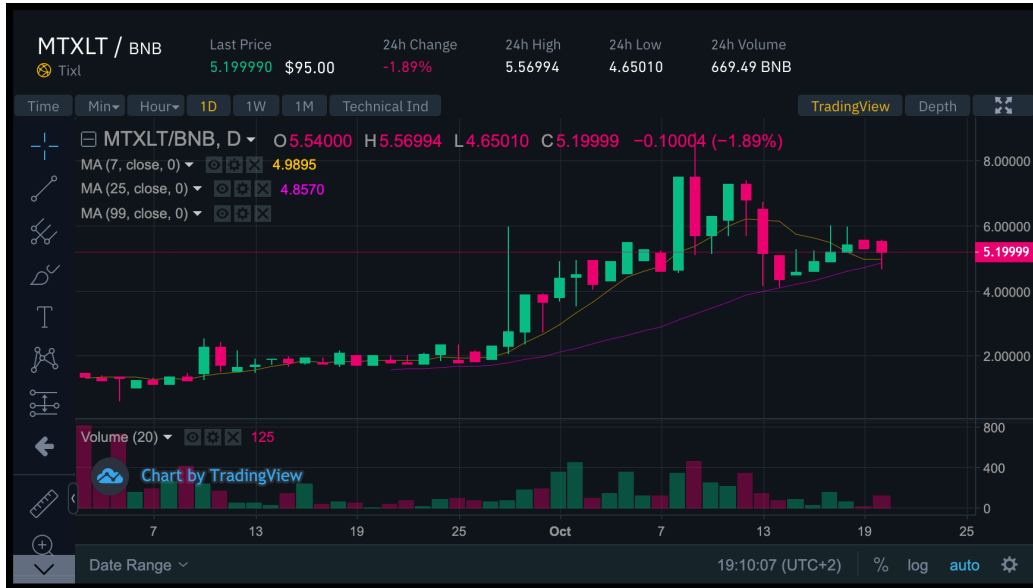 MTXLT / BNB
Tixl
Last Price
5.199990 $95.00
24h Change
-1.89%
24h High
5.56994
24h Low
4.65010
24h Volume
669.49 BNB
Time Min Hour 1D 1W 1M Technical Ind TradingView Depth
MTXLT/BNB, D O5.54000 H5.56994 L4.65010 C5.19999 −0.10004 (−1.89%)
MA (7, close, 0) 4.9895
MA (25, close, 0) 4.8570
MA (99, close, 0)
8.00000
6.00000
5.19999
4.00000
2.00000
Volume (20) 125
Chart by TradingView
800
400
0
7 13 19 25 Oct 7 13 19 25
Date Range 19:10:07 (UTC+2) % log auto